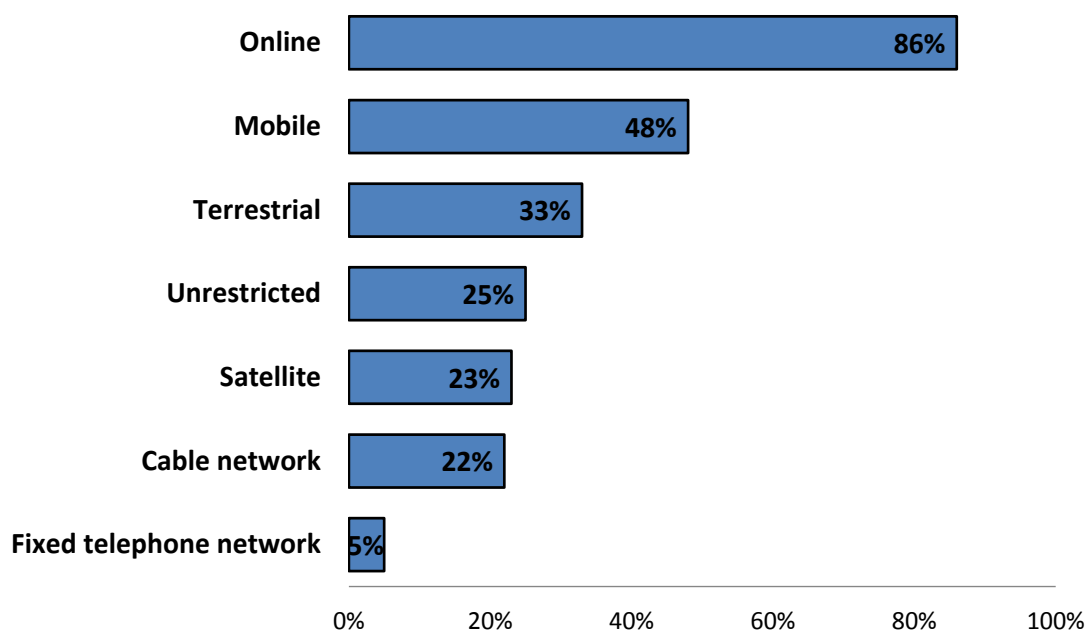 Online 86%
Mobile 48%
Terrestrial 33%
Unrestricted 25%
Satellite 23%
Cable network 22%
Fixed telephone network 5%
0% 20% 40% 60% 80% 100%